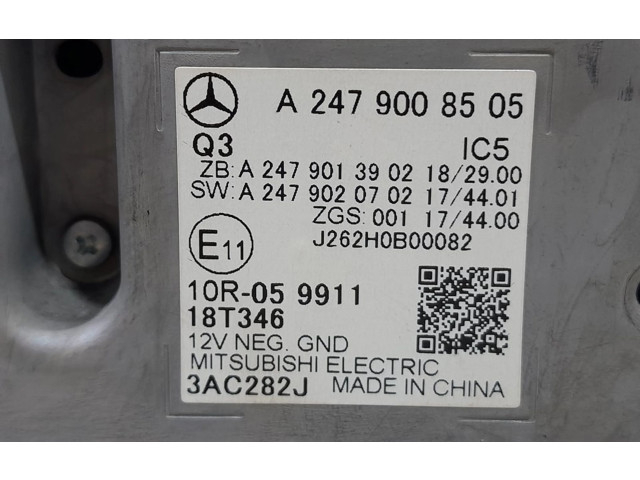 A 247 900 85 05
Q3 IC5
ZB: A 247 901 39 02 18/29.00
SW: A 247 902 07 02 17/44.01
ZGS: 001 17/44.00
J262H0B00082
E11
10R-05 9911
18T346
12V NEG. GND
MITSUBISHI ELECTRIC
3AC282J MADE IN CHINA